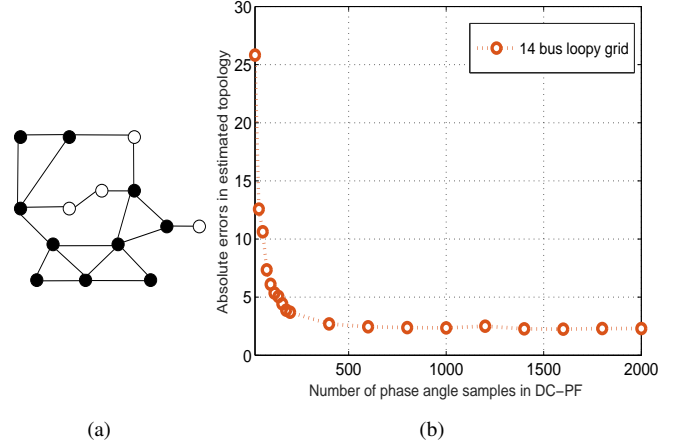 30
25
20
15
10
5
0
Absolute errors in estimated topology
14 bus loopy grid
500
1000
1500
2000
Number of phase angle samples in DC−PF
(a)
(b)